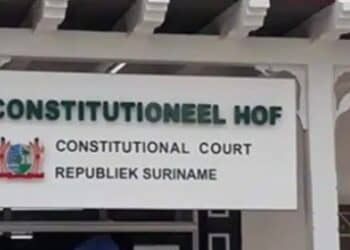 CONSTITUTIONEEL HOF
CONSTITUTIONAL COURT
REPUBLIEK SURINAME